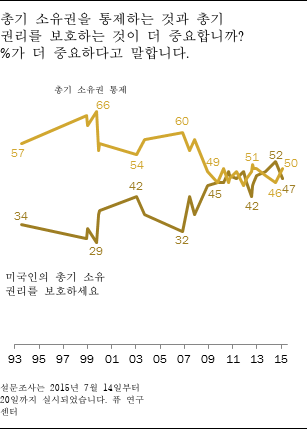 총기 소유권을 통제하는 것과 총기
권리를 보호하는 것이 더 중요합니까?
%가 더 중요하다고 말합니다.
총기 소유권 통제
66
60
57
54
49
51
52
50
34
42
45
42
46
47
29
32
미국인의 총기 소유
권리를 보호하세요
93 95 97 99 01 03 05 07 09 11 13 15
설문조사는 2015년 7월 14일부터
20일까지 실시되었습니다. 퓨 연구
센터